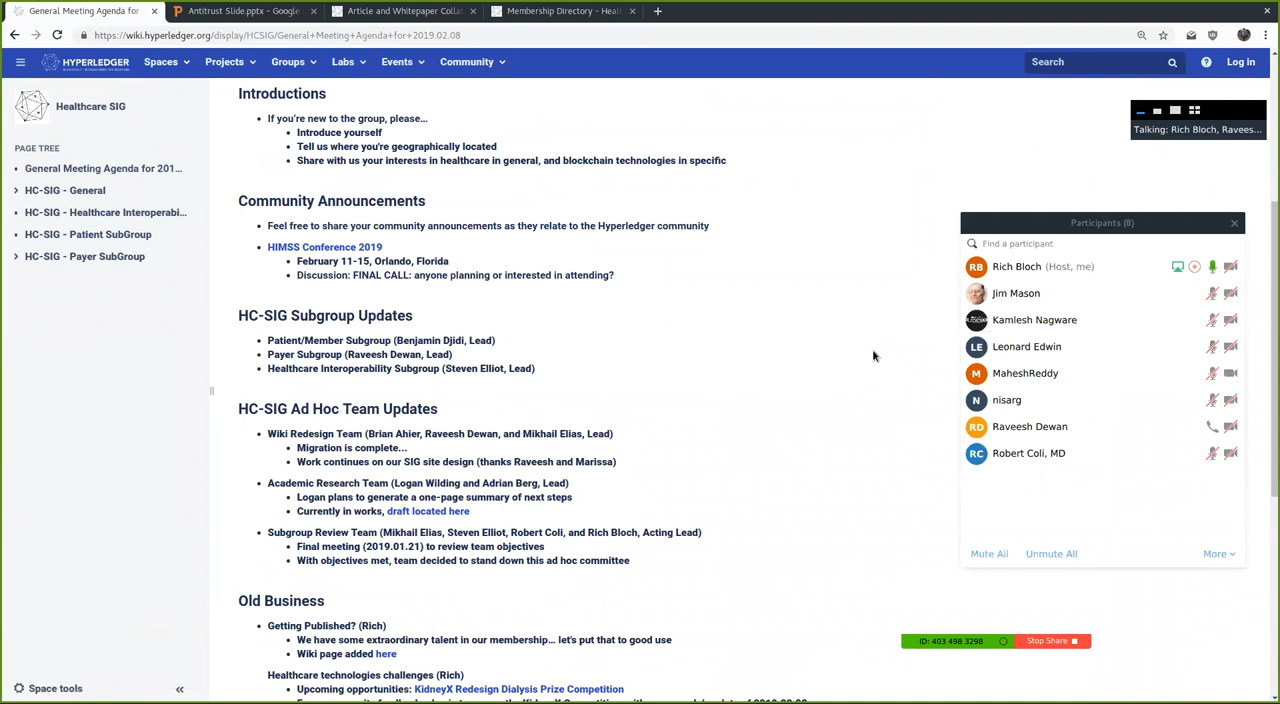 General Meeting Agenda for
Antitrust Slide.pptx - Google
Article and Whitepaper Colla
Membership Directory - Heal
https://wiki.hyperledger.org/display/HCSIG/General+Meeting+Agenda+for+2019.02.08
HYPERLEDGER
Spaces
Projects
Groups
Labs
Events
Community
Search
Log in
Healthcare SIG
PAGE TREE
General Meeting Agenda for 201...
HC-SIG - General
HC-SIG - Healthcare Interoperabi...
HC-SIG - Patient SubGroup
HC-SIG - Payer SubGroup
Space tools
Introductions
If you're new to the group, please...
Introduce yourself
Tell us where you're geographically located
Share with us your interests in healthcare in general, and blockchain technologies in specific
Community Announcements
Feel free to share your community announcements as they relate to the Hyperledger community
HIMSS Conference 2019
February 11-15, Orlando, Florida
Discussion: FINAL CALL: anyone planning or interested in attending?
HC-SIG Subgroup Updates
Patient/Member Subgroup (Benjamin Djidi, Lead)
Payer Subgroup (Raveesh Dewan, Lead)
Healthcare Interoperability Subgroup (Steven Elliot, Lead)
HC-SIG Ad Hoc Team Updates
Wiki Redesign Team (Brian Ahier, Raveesh Dewan, and Mikhail Elias, Lead)
Migration is complete...
Work continues on our SIG site design (thanks Raveesh and Marissa)
Academic Research Team (Logan Wilding and Adrian Berg, Lead)
Logan plans to generate a one-page summary of next steps
Currently in works, draft located here
Subgroup Review Team (Mikhail Elias, Steven Elliot, Robert Coli, and Rich Bloch, Acting Lead)
Final meeting (2019.01.21) to review team objectives
With objectives met, team decided to stand down this ad hoc committee
Old Business
Getting Published? (Rich)
We have some extraordinary talent in our membership... let's put that to good use
Wiki page added here
Healthcare technologies challenges (Rich)
Upcoming opportunities: KidneyX Redesign Dialysis Prize Competition
Talking: Rich Bloch, Ravees...
Participants (8)
Find a participant
RB Rich Bloch (Host, me)
Jim Mason
Kamlesh Nagware
LE Leonard Edwin
M MaheshReddy
N nisarg
RD Raveesh Dewan
RC Robert Coli, MD
Mute All Unmute All More
ID: 403 498 3298 Stop Share